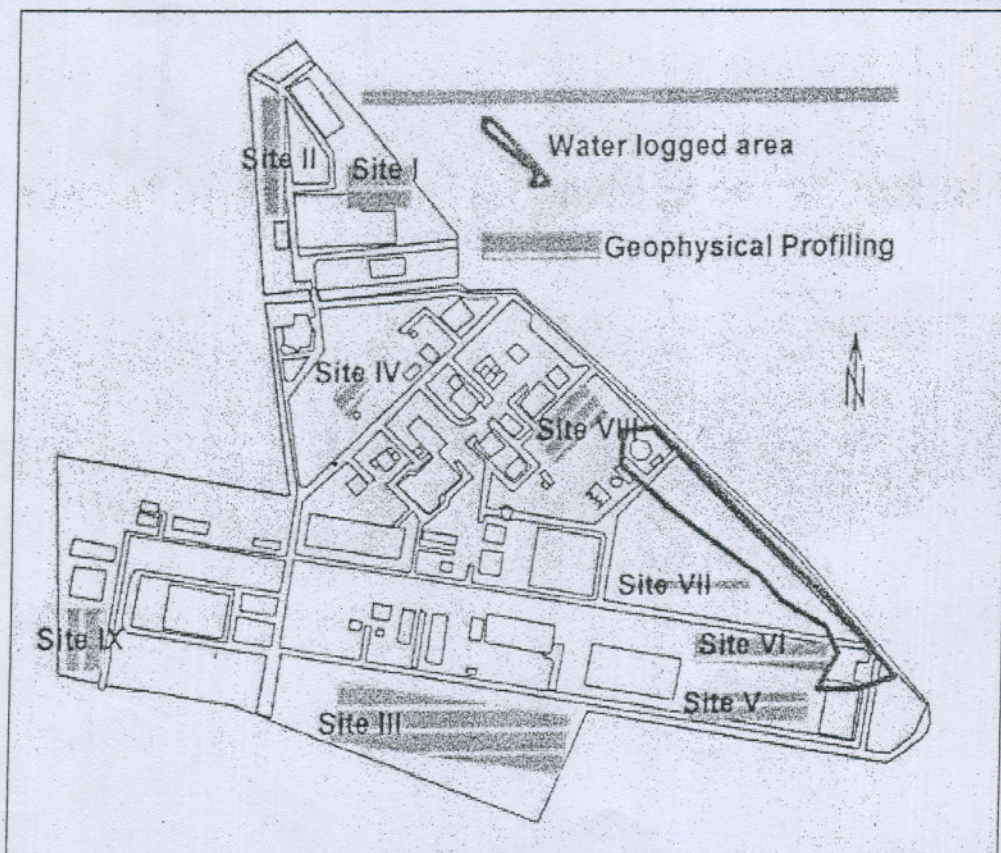 Water logged area
Site II
Site I
Geophysical Profiling
N
Site IV
Site VIII
Site VII
Site IX
Site VI
Site V
Site III